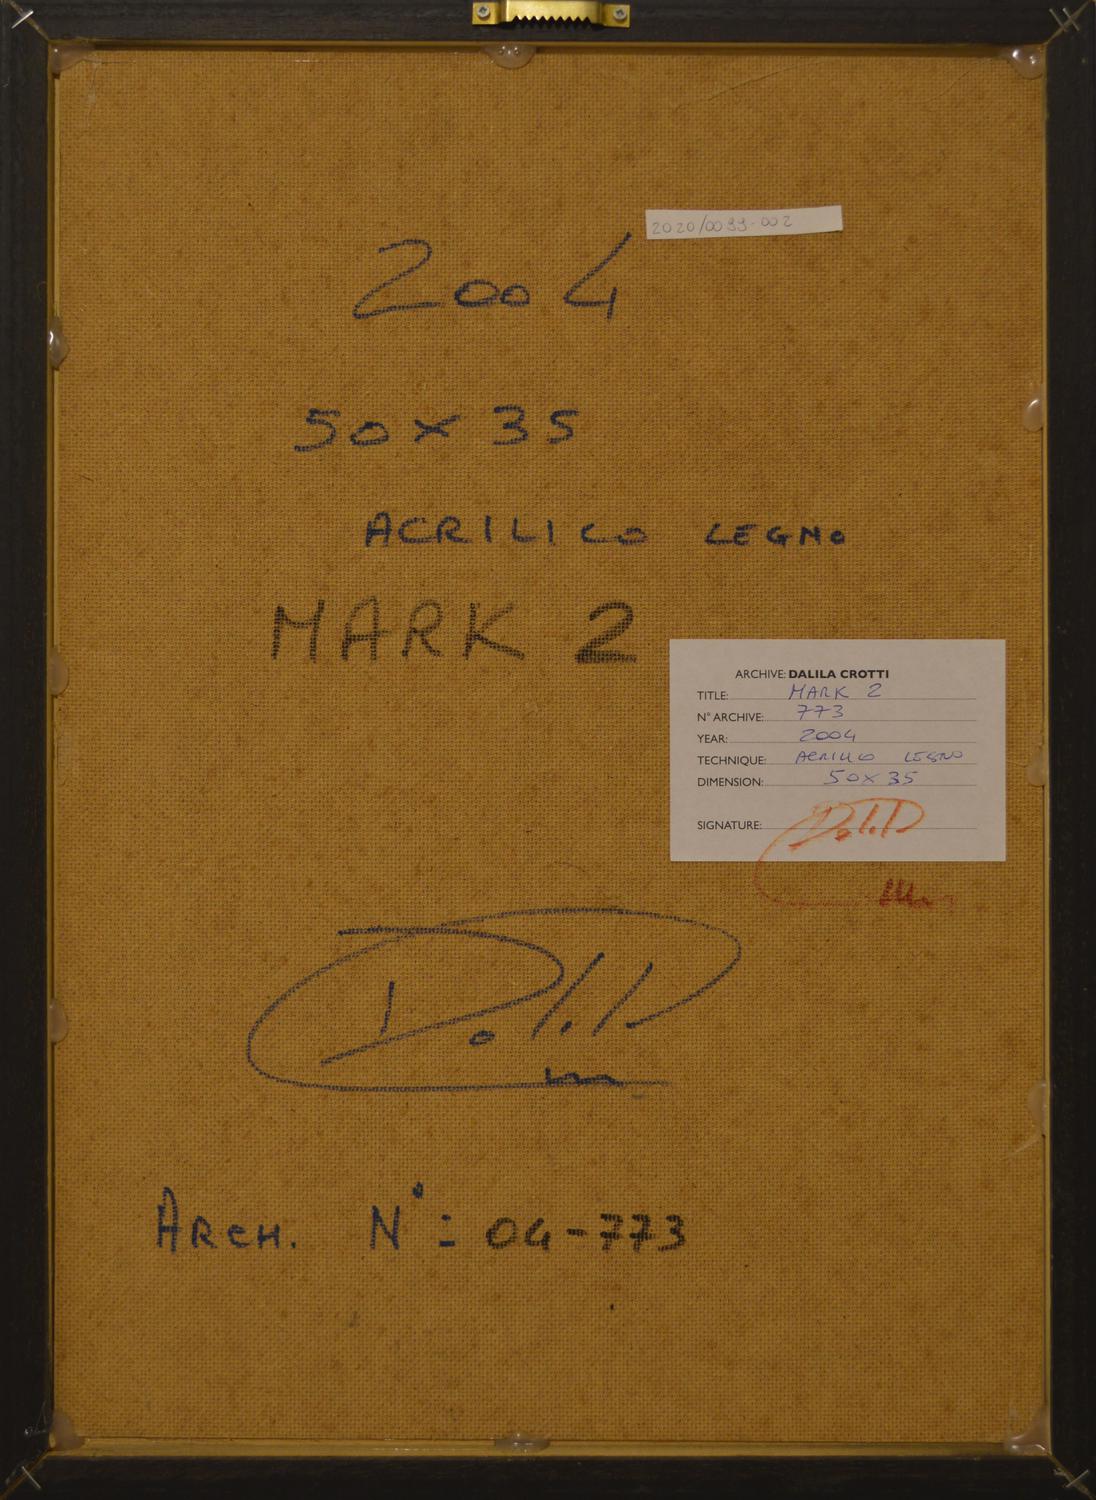 2020/0099-002
2004
50x35
ACRILICO LEGNO
MARK 2
ARCHIVE: DALILA CROTTI
TITLE: MARK 2
N° ARCHIVE: 773
YEAR: 2004
TECHNIQUE: ACRILICO LEGNO
DIMENSION: 50x35
SIGNATURE:
ARCH. N°: 04-773